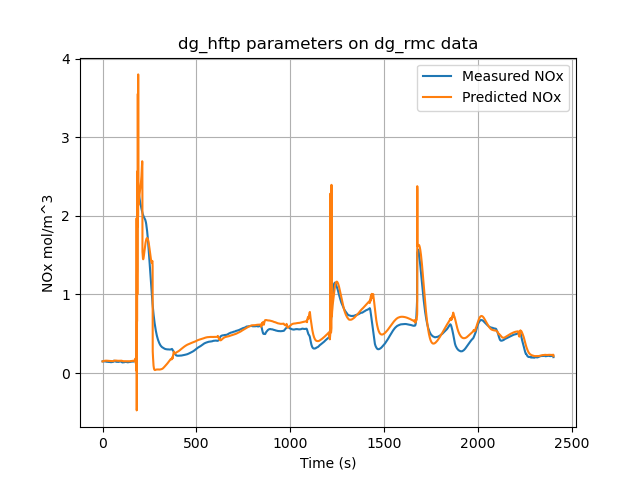 dg_hftp parameters on dg_rmc data
Measured NOx
Predicted NOx
NOx mol/m^3
4
3
2
1
0
0
500
1000
1500
2000
2500
Time (s)